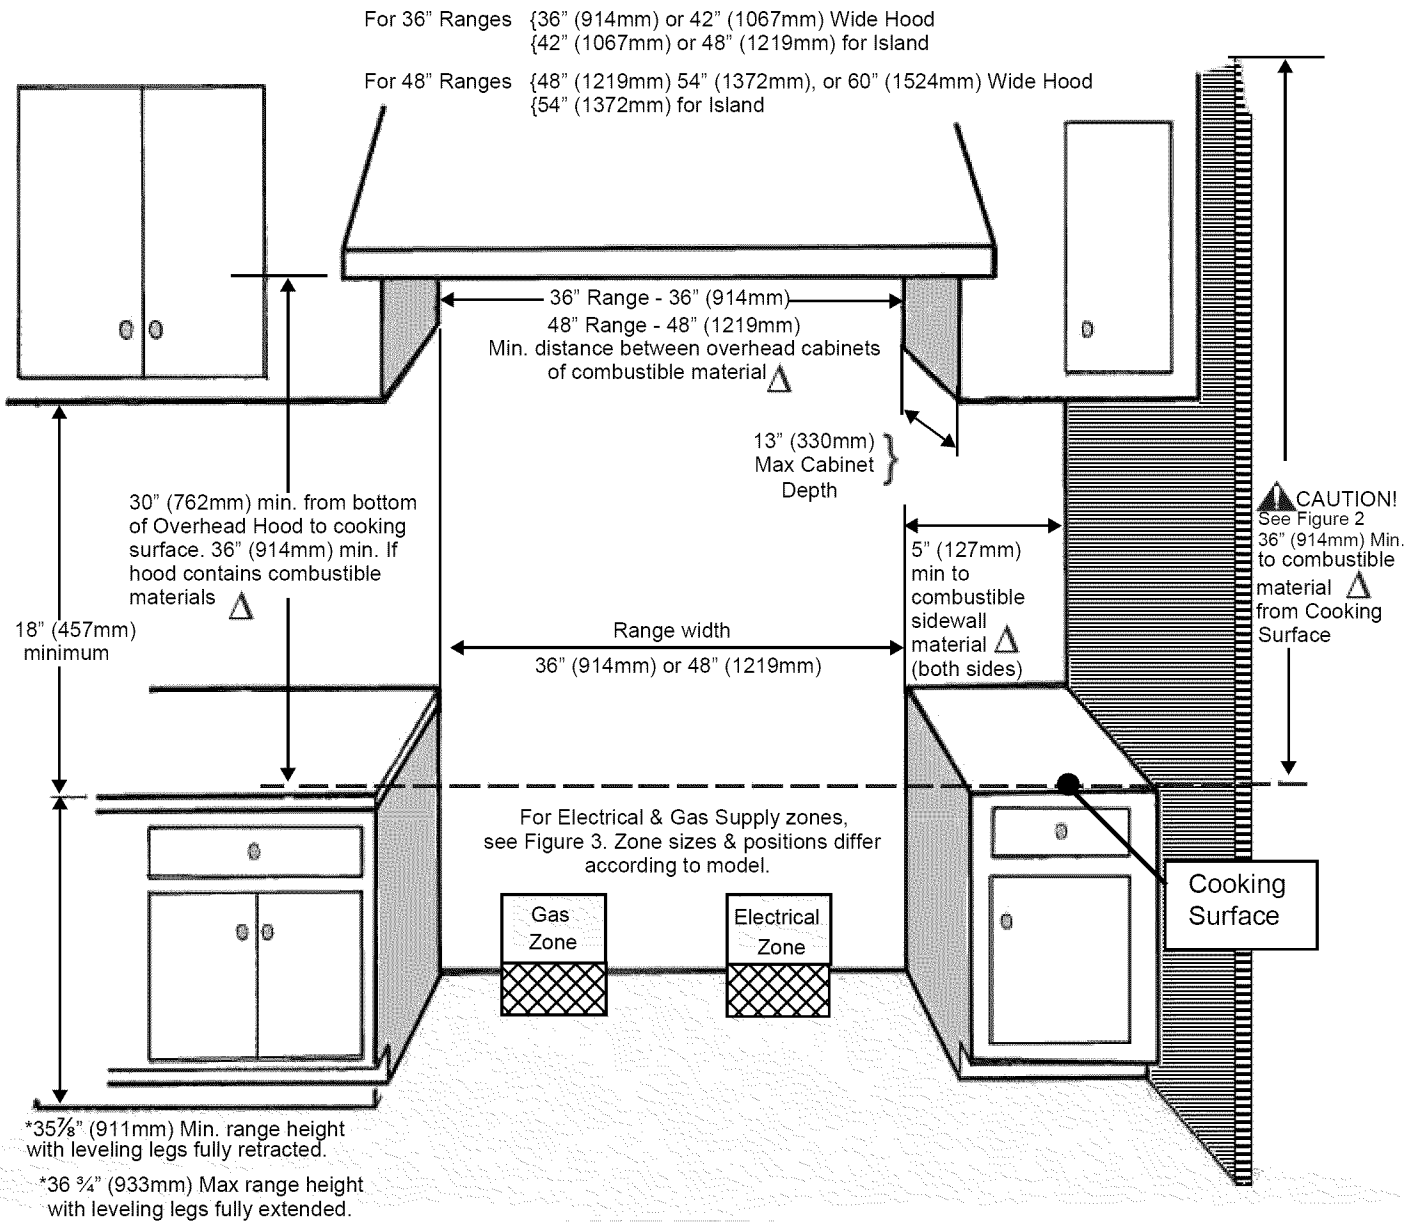 For 36” Ranges {36” (914mm) or 42” (1067mm) Wide Hood
{42” (1067mm) or 48” (1219mm) for Island
For 48” Ranges {48” (1219mm) 54” (1372mm), or 60” (1524mm) Wide Hood
{54” (1372mm) for Island
36” Range - 36” (914mm)
48” Range - 48” (1219mm)
Min. distance between overhead cabinets
of combustible material
13” (330mm)
Max Cabinet
Depth
30” (762mm) min. from bottom
of Overhead Hood to cooking
surface. 36” (914mm) min. If
hood contains combustible
materials
CAUTION!
See Figure 2
36” (914mm) Min.
to combustible
material
from Cooking
Surface
5” (127mm)
min to
combustible
sidewall
material
(both sides)
18” (457mm)
minimum
Range width
36” (914mm) or 48” (1219mm)
For Electrical & Gas Supply zones,
see Figure 3. Zone sizes & positions differ
according to model.
Gas
Zone
Electrical
Zone
Cooking
Surface
*35⅞” (911mm) Min. range height
with leveling legs fully retracted.
*36 ¾” (933mm) Max range height
with leveling legs fully extended.